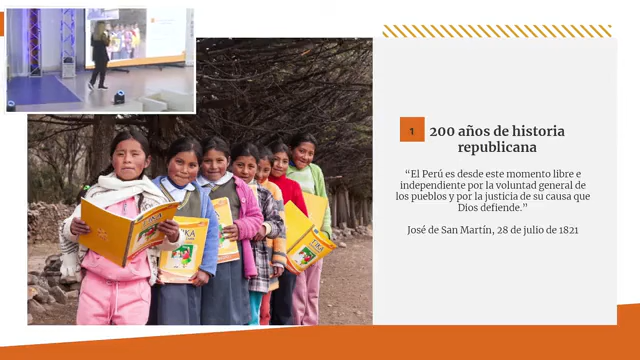 1
200 años de historia
republicana
“El Perú es desde este momento libre e
independiente por la voluntad general de
los pueblos y por la justicia de su causa que
Dios defiende.”
José de San Martín, 28 de julio de 1821